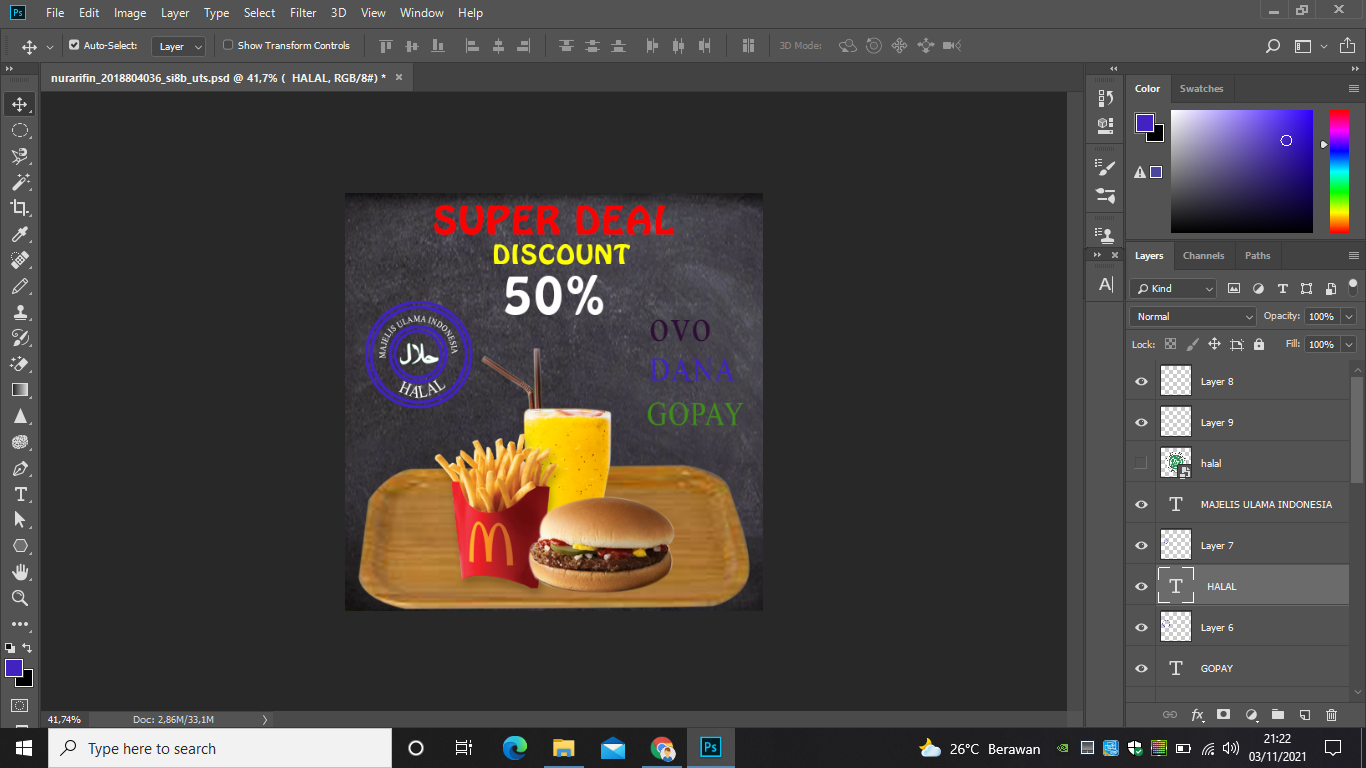 Ps File Edit Image Layer Type Select Filter 3D View Window Help
Auto-Select: Layer Show Transform Controls 3D Mode:
nurarifin_2018804036_si8b_uts.psd @ 41,7% ( HALAL, RGB/8#) *
SUPER DEAL
DISCOUNT
50%
MAJELIS ULAMA INDONESIA
حلال
HALAL
OVO
DANA
GOPAY
Color Swatches
Layers Channels Paths
Kind
Normal Opacity: 100%
Lock: Fill: 100%
Layer 8
Layer 9
halal
MAJELIS ULAMA INDONESIA
Layer 7
HALAL
Layer 6
GOPAY
fx
41,74% Doc: 2,86M/33,1M
Type here to search
Ps
26°C Berawan
21:22
03/11/2021